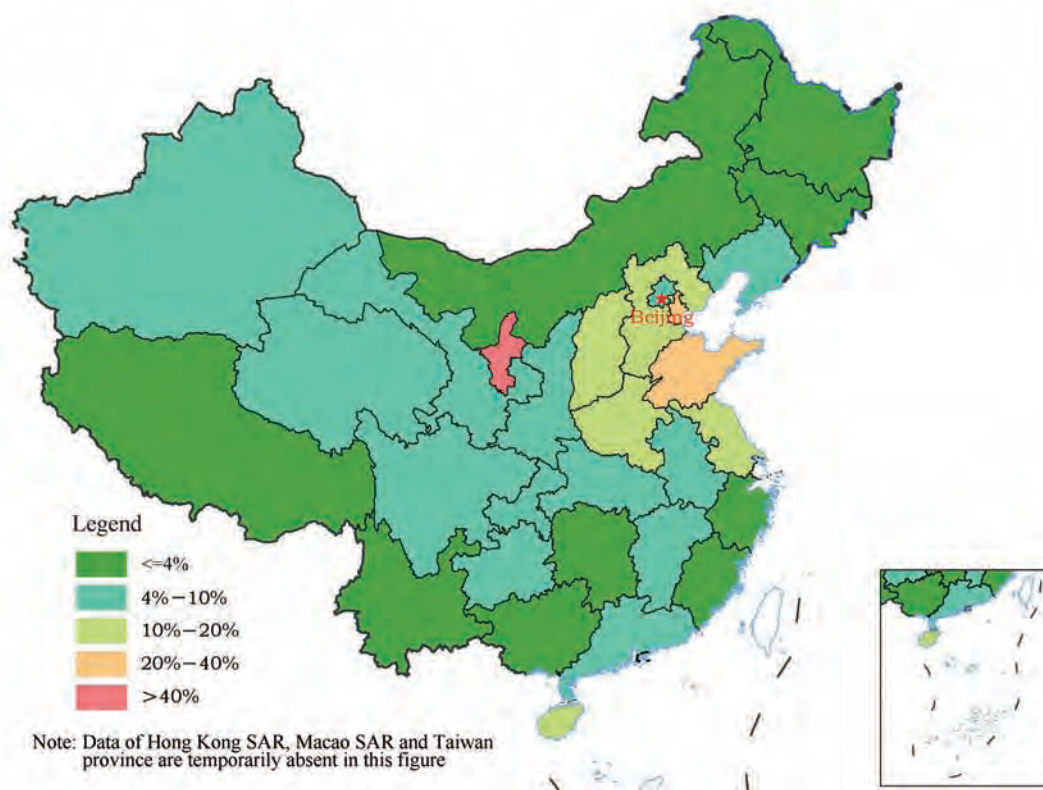 Beijing
Legend
<=4%
4%−10%
10%−20%
20%−40%
>40%
Note: Data of Hong Kong SAR, Macao SAR and Taiwan
province are temporarily absent in this figure